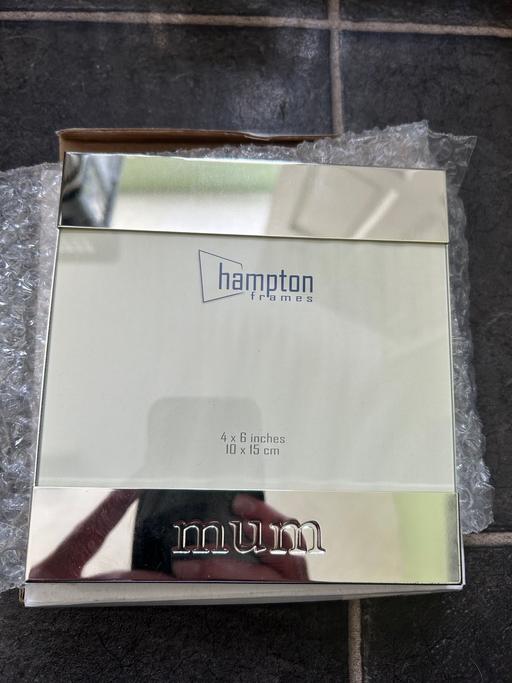 hampton
frames
4 x 6 inches
10 x 15 cm
mum